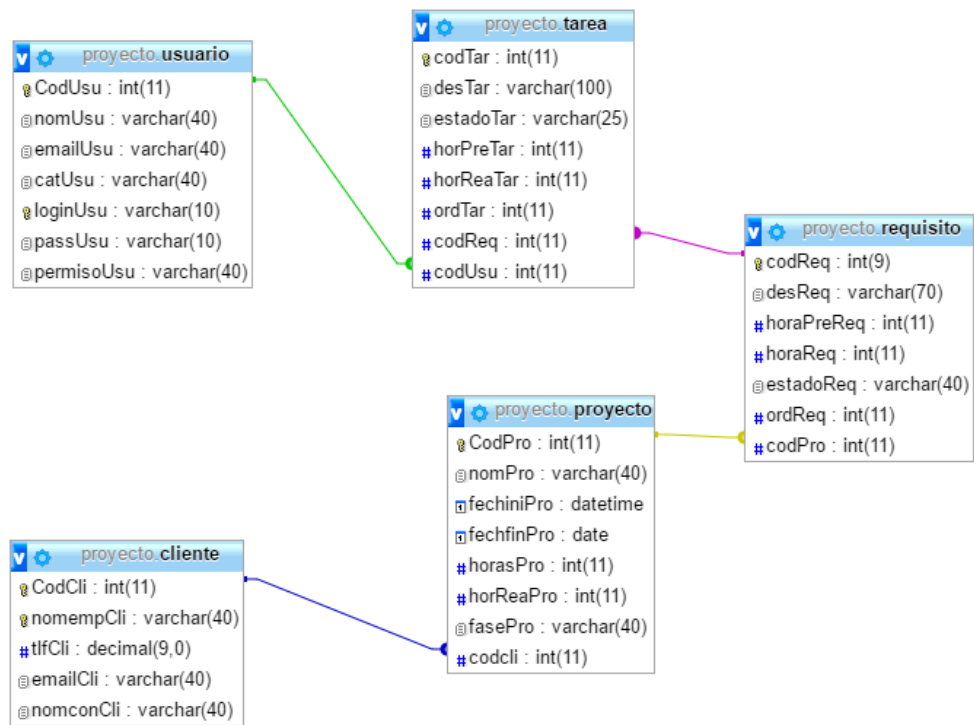 proyecto.usuario
CodUsu : int(11)
nomUsu : varchar(40)
emailUsu : varchar(40)
catUsu : varchar(40)
loginUsu : varchar(10)
passUsu : varchar(10)
permisoUsu : varchar(40)
proyecto.tarea
codTar : int(11)
desTar : varchar(100)
estadoTar : varchar(25)
# horPreTar : int(11)
# horReaTar : int(11)
# ordTar : int(11)
# codReq : int(11)
# codUsu : int(11)
proyecto.requisito
codReq : int(9)
desReq : varchar(70)
# horaPreReq : int(11)
# horaReq : int(11)
estadoReq : varchar(40)
# ordReq : int(11)
# codPro : int(11)
proyecto.proyecto
CodPro : int(11)
nomPro : varchar(40)
fechiniPro : datetime
fechfinPro : date
# horasPro : int(11)
# horReaPro : int(11)
fasePro : varchar(40)
# codcli : int(11)
proyecto.cliente
CodCli : int(11)
nomempCli : varchar(40)
# tlfCli : decimal(9,0)
emailCli : varchar(40)
nomconCli : varchar(40)